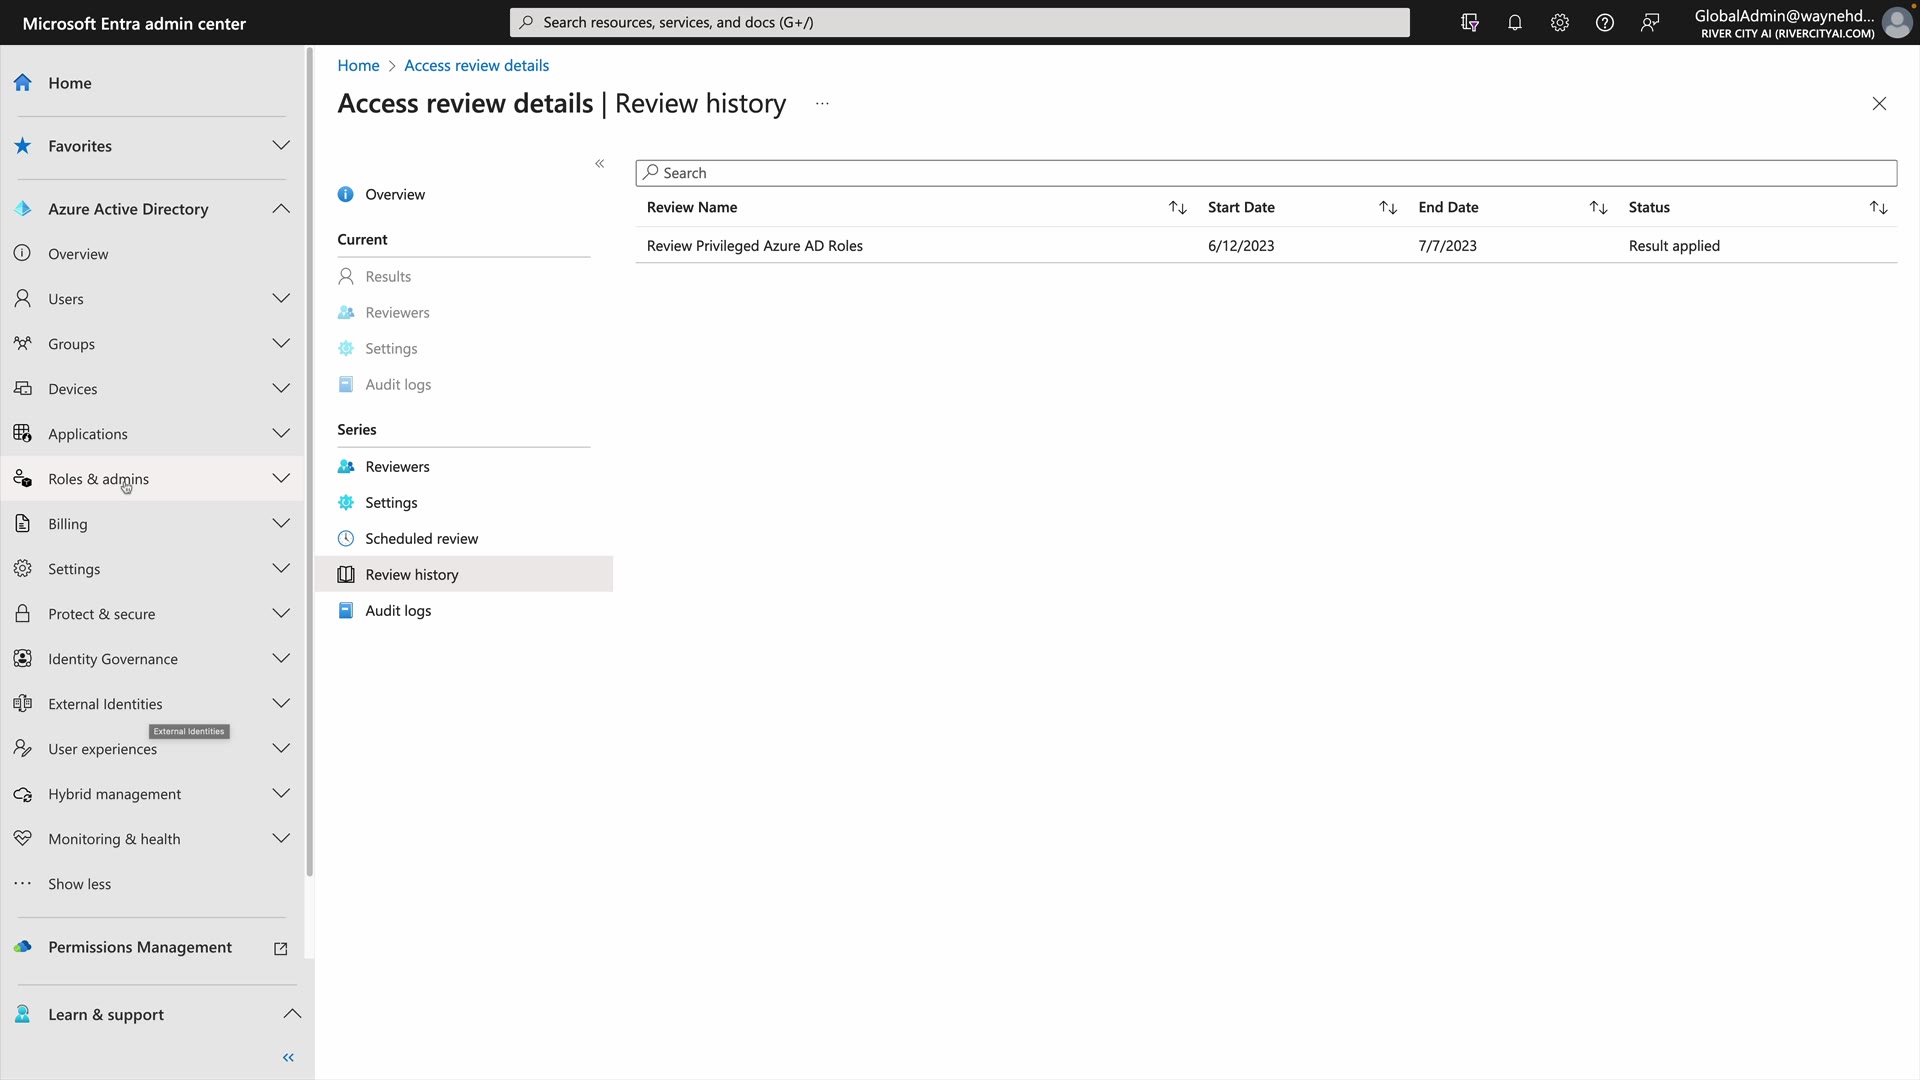 Microsoft Entra admin center
Search resources, services, and docs (G+/)
GlobalAdmin@waynehd...
RIVER CITY AI (RIVERCITYAI.COM)
Home
Favorites
Azure Active Directory
Overview
Users
Groups
Devices
Applications
Roles & admins
Billing
Settings
Protect & secure
Identity Governance
External Identities
External Identities
User experiences
Hybrid management
Monitoring & health
Show less
Permissions Management
Learn & support
Home > Access review details
Access review details | Review history
Overview
Current
Results
Reviewers
Settings
Audit logs
Series
Reviewers
Settings
Scheduled review
Review history
Audit logs
Search
Review Name Start Date End Date Status
Review Privileged Azure AD Roles 6/12/2023 7/7/2023 Result applied